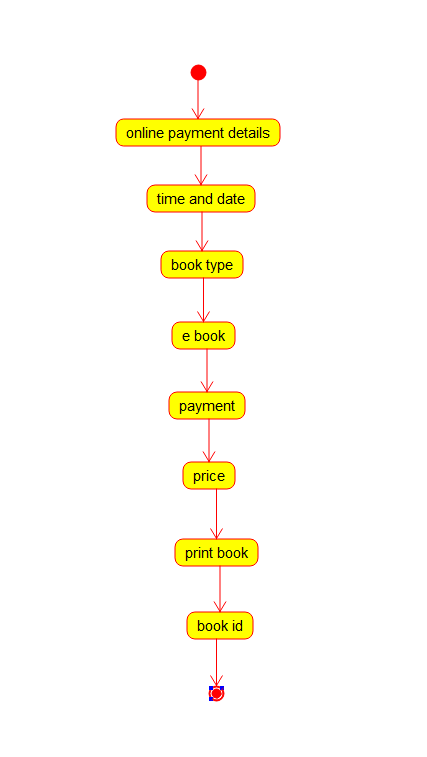 online payment details
time and date
book type
e book
payment
price
print book
book id